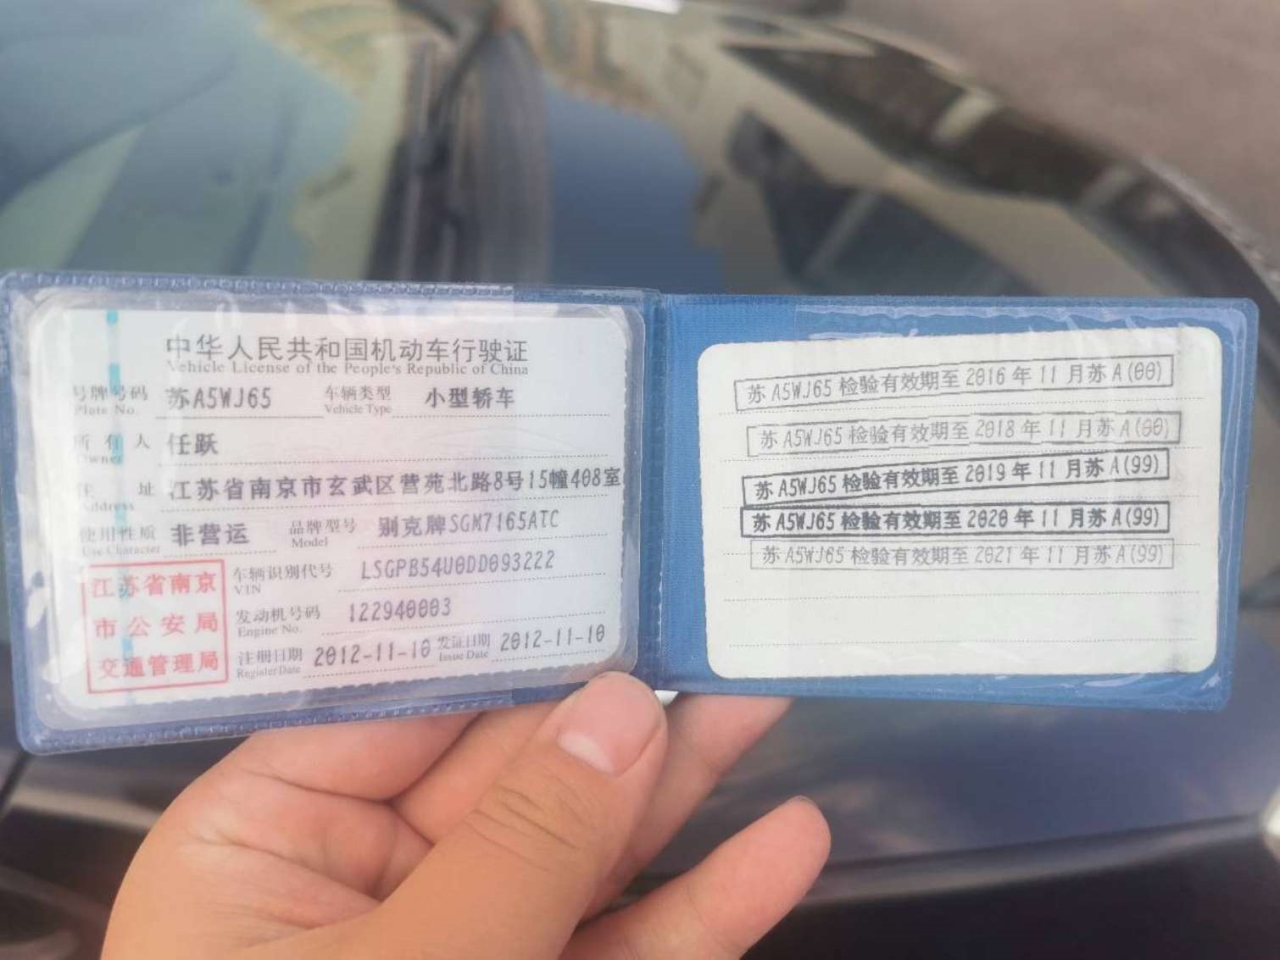 中华人民共和国机动车行驶证
Vehicle License of the People's Republic of China
号牌号码 苏A5WJ65 车辆类型 小型轿车
Plate No. Vehicle Type
所有人 任跃
Owner
住址 江苏省南京市玄武区营苑北路8号15幢408室
Address
使用性质 非营运 品牌型号 别克牌SGM7165ATC
Use Character Model
江苏省南京
市公安局
交通管理局
车辆识别代号 LSGPB54U0DD093222
VIN
发动机号码 122940003
Engine No.
注册日期 2012-11-10 发证日期 2012-11-10
Register Date Issue Date
苏A5WJ65检验有效期至2016年11月苏A(00)
苏A5WJ65检验有效期至2018年11月苏A(00)
苏A5WJ65检验有效期至2019年11月苏A(99)
苏A5WJ65检验有效期至2020年11月苏A(99)
苏A5WJ65检验有效期至2021年11月苏A(99)